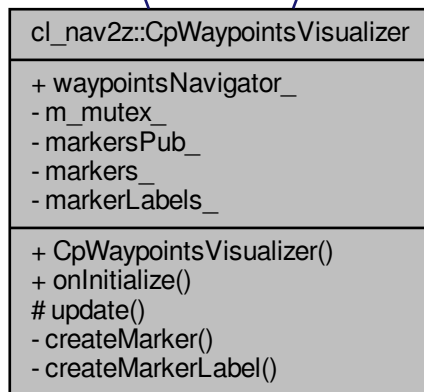 cl_nav2z::CpWaypointsVisualizer
+ waypointsNavigator_
- m_mutex_
- markersPub_
- markers_
- markerLabels_
+ CpWaypointsVisualizer()
+ onInitialize()
# update()
- createMarker()
- createMarkerLabel()